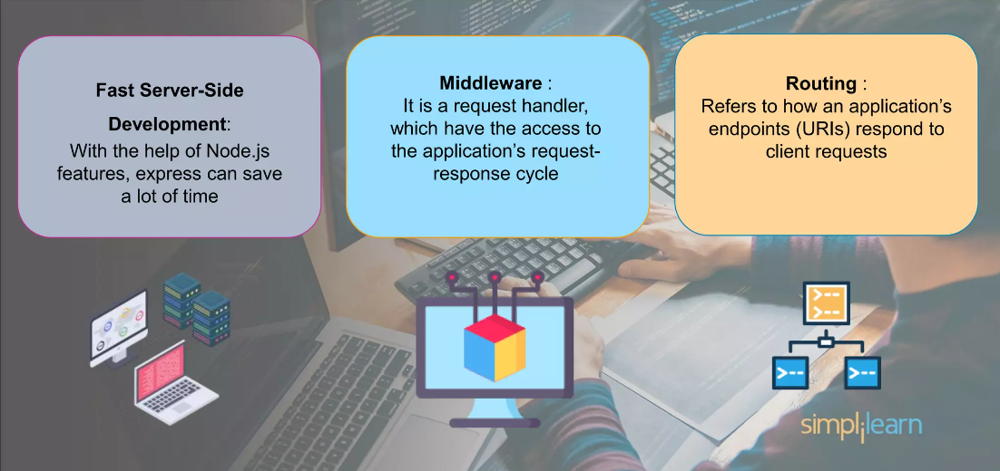 Fast Server-Side
Development:
With the help of Node.js
features, express can save
a lot of time
Middleware :
It is a request handler,
which have the access to
the application’s request-
response cycle
Routing :
Refers to how an application’s
endpoints (URIs) respond to
client requests
simplilearn